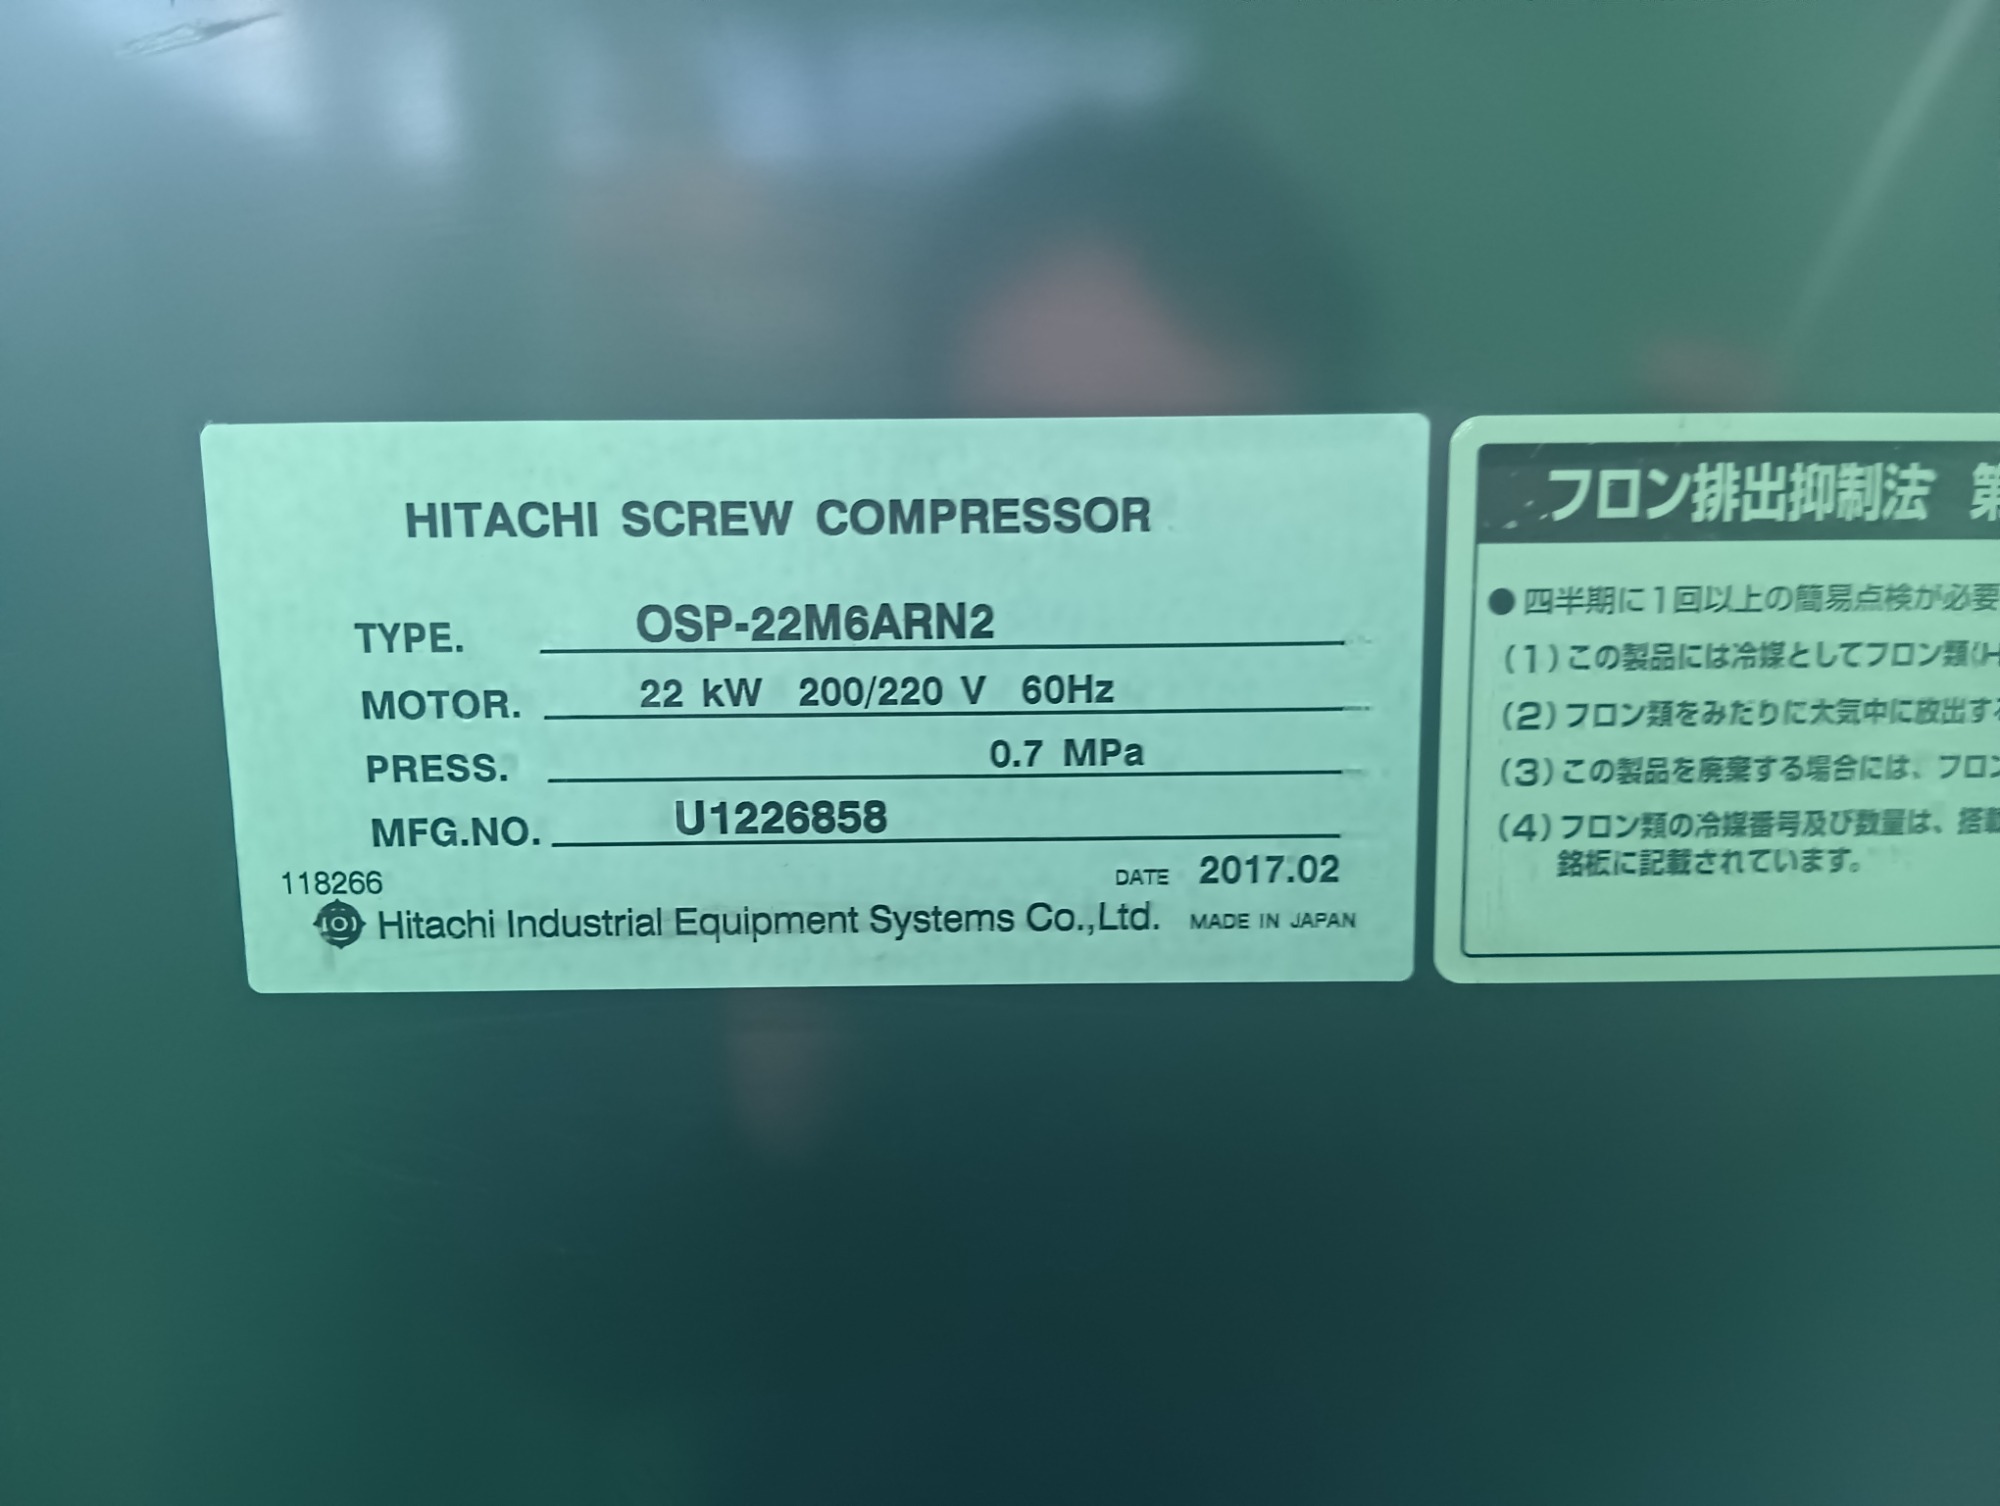 HITACHI SCREW COMPRESSOR
TYPE. OSP-22M6ARN2
MOTOR. 22 kW 200/220 V 60Hz
PRESS. 0.7 MPa
MFG.NO. U1226858
118266 DATE 2017.02
Hitachi Industrial Equipment Systems Co.,Ltd. MADE IN JAPAN
フロン排出抑制法 第
●四半期に1回以上の簡易点検が必要
(1)この製品には冷媒としてフロン類(H
(2)フロン類をみだりに大気中に放出す
(3)この製品を廃棄する場合には、フロン
(4)フロン類の冷媒番号及び数量は、搭載
銘板に記載されています。